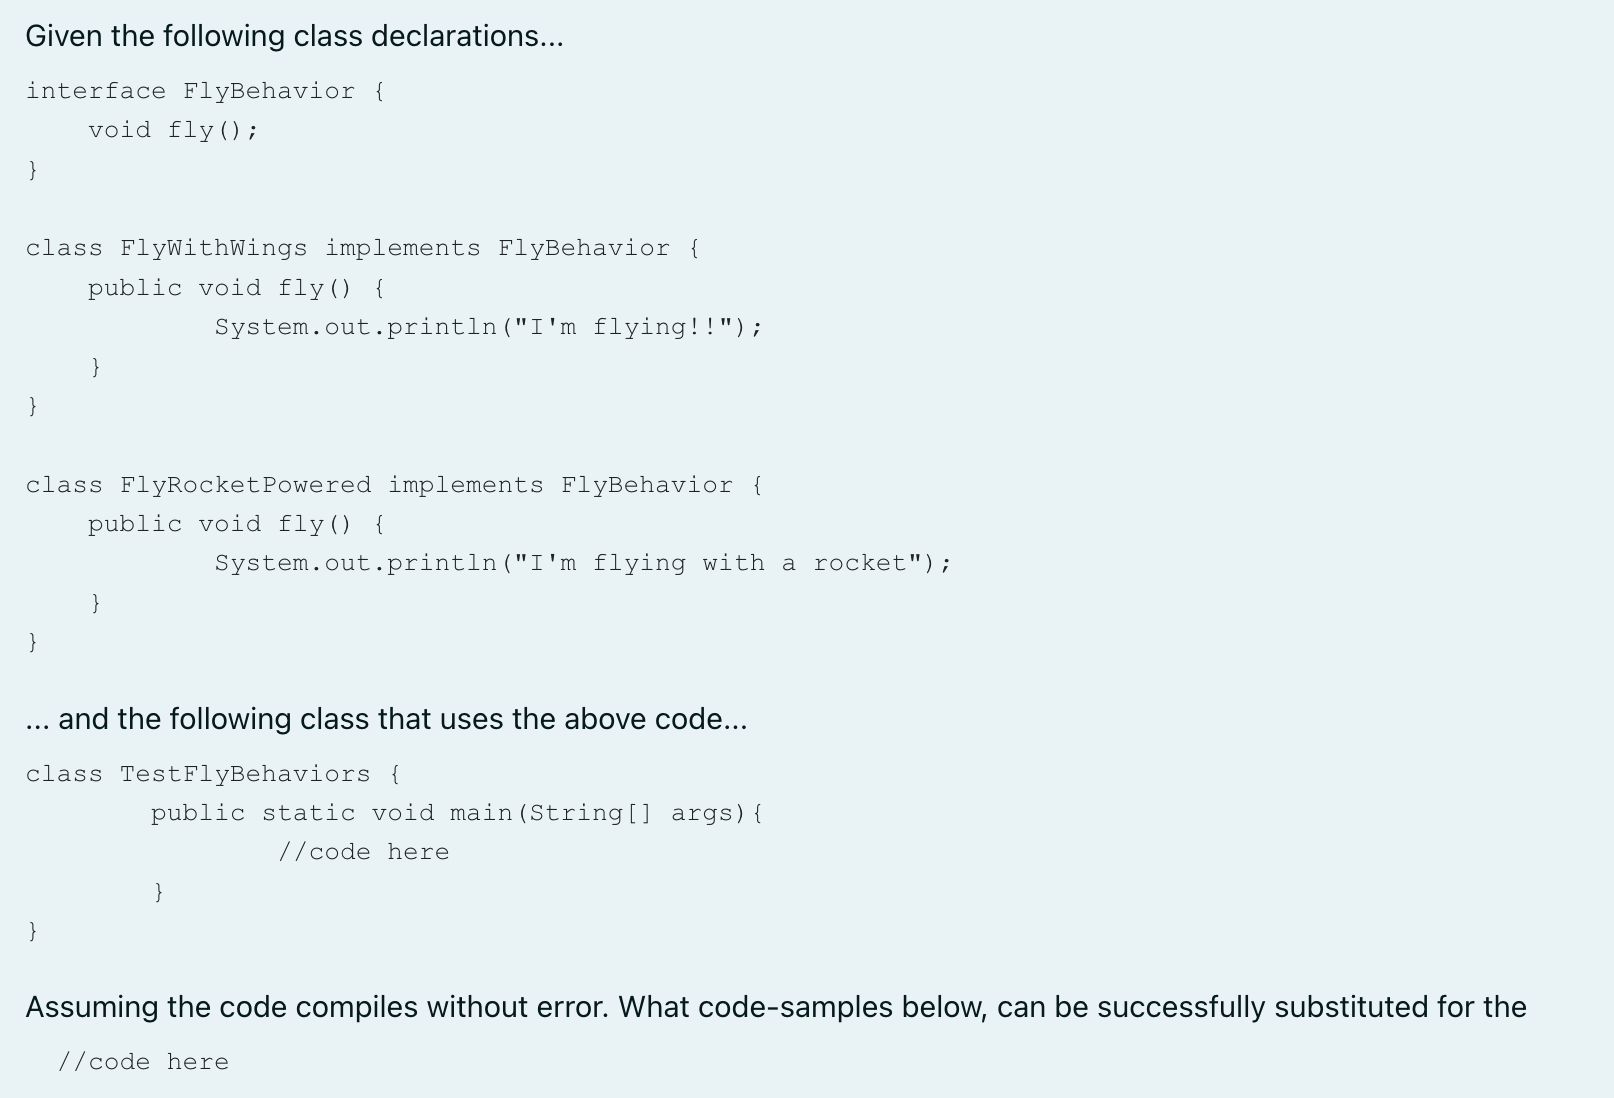 Given the following class declarations...
interface FlyBehavior {
    void fly();
}
class FlyWithWings implements FlyBehavior {
    public void fly() {
            System.out.println("I'm flying!!");
    }
}
class FlyRocketPowered implements FlyBehavior {
    public void fly() {
            System.out.println("I'm flying with a rocket");
    }
}
... and the following class that uses the above code...
class TestFlyBehaviors {
        public static void main(String[] args){
                //code here
        }
}
Assuming the code compiles without error. What code-samples below, can be successfully substituted for the
  //code here